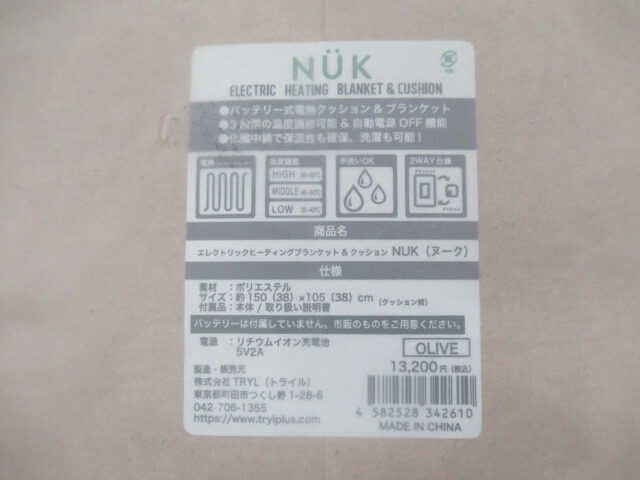 NÜK
ELECTRIC HEATING BLANKET & CUSHION
●バッテリー式電熱クッション & ブランケット
●3段階の温度調節可能 & 自動電源 OFF 機能
●化繊中綿で保温性も確保、洗濯も可能!
電熱
温度調節
手洗いOK
2WAY 仕様
HIGH
MIDDLE
LOW
商品名
エレクトリックヒーティングブランケット & クッション NUK (ヌーク)
仕様
素材 : ポリエステル
サイズ : 約 150 (38) ×105 (38) cm (クッション時)
付属品 : 本体 / 取り扱い説明書
バッテリーは付属していません。市販のものをご用意ください。
電源 : リチウムイオン充電池
5V2A
OLIVE
13,200円 (税込)
製造・販売元
株式会社 TRYL (トライル)
東京都町田市つくし野 1-28-6
042-706-1355
https://www.trylplus.com
4 582528 342610
MADE IN CHINA